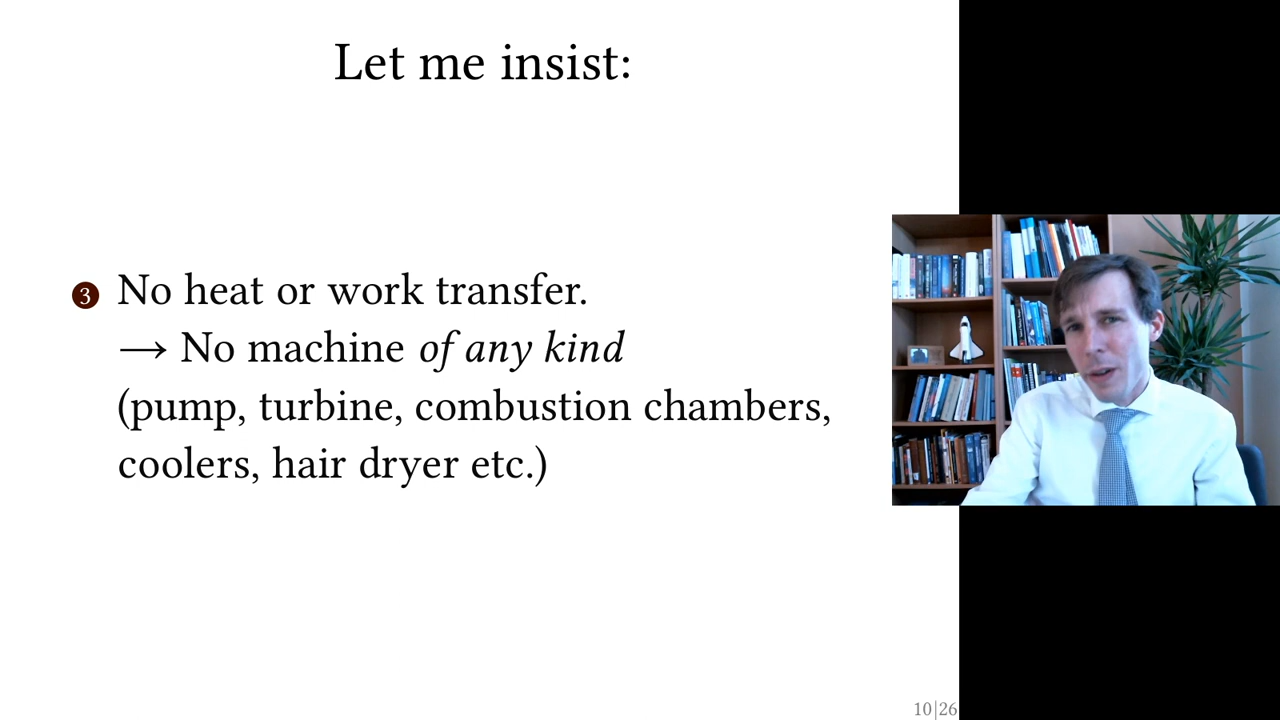 Let me insist:
3 No heat or work transfer.
⟶ No machine of any kind
(pump, turbine, combustion chambers,
coolers, hair dryer etc.)
10|26